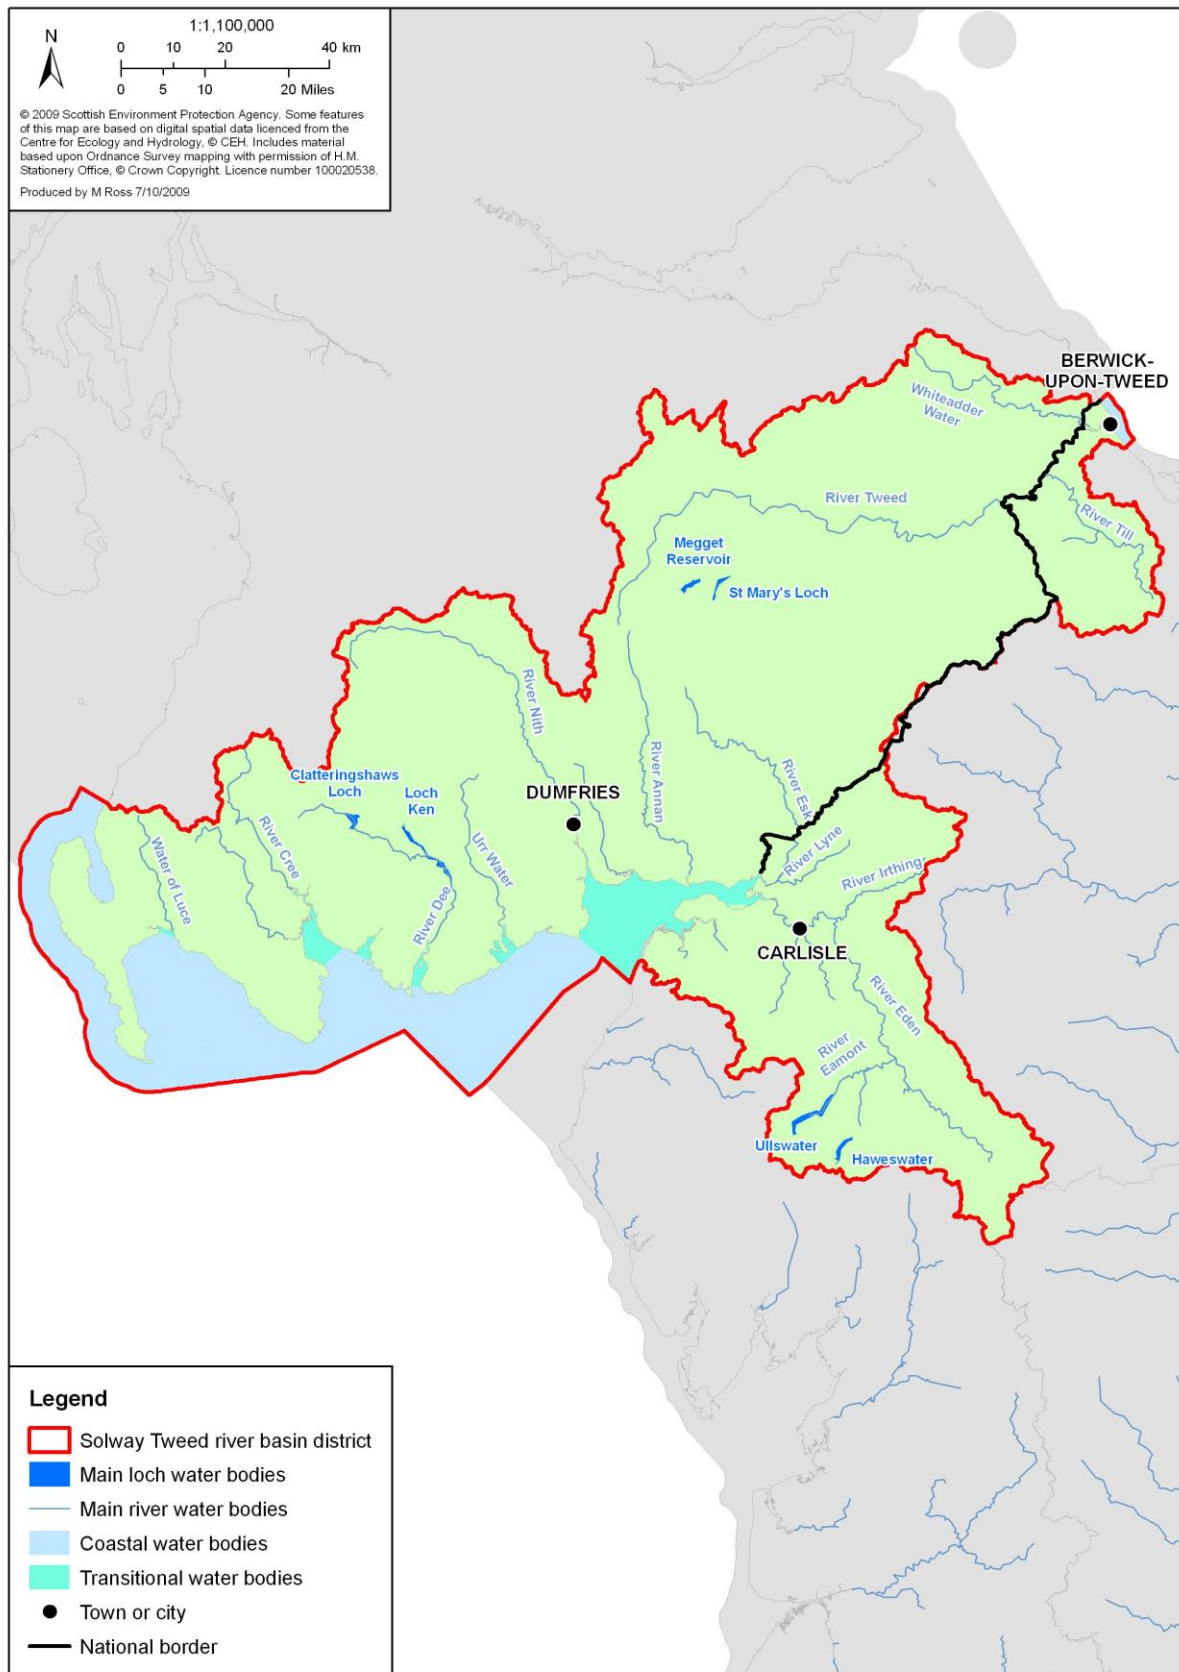 1:1,100,000
N
0 10 20 40 km
0 5 10 20 Miles
© 2009 Scottish Environment Protection Agency. Some features
of this map are based on digital spatial data licenced from the
Centre for Ecology and Hydrology, © CEH. Includes material
based upon Ordnance Survey mapping with permission of H.M.
Stationery Office, © Crown Copyright. Licence number 100020538.
Produced by M Ross 7/10/2009
BERWICK-
UPON-TWEED
Whiteadder
Water
River Tweed
River Till
Megget
Reservoir
St Mary's Loch
River Nith
River Annan
River Esk
Clatteringshaws
Loch
Loch
Ken
DUMFRIES
Water of Luce
River Cree
River Dee
Urr Water
River Lyne
River Irthing
CARLISLE
River Eden
River
Eamont
Ullswater
Haweswater
Legend
Solway Tweed river basin district
Main loch water bodies
Main river water bodies
Coastal water bodies
Transitional water bodies
Town or city
National border